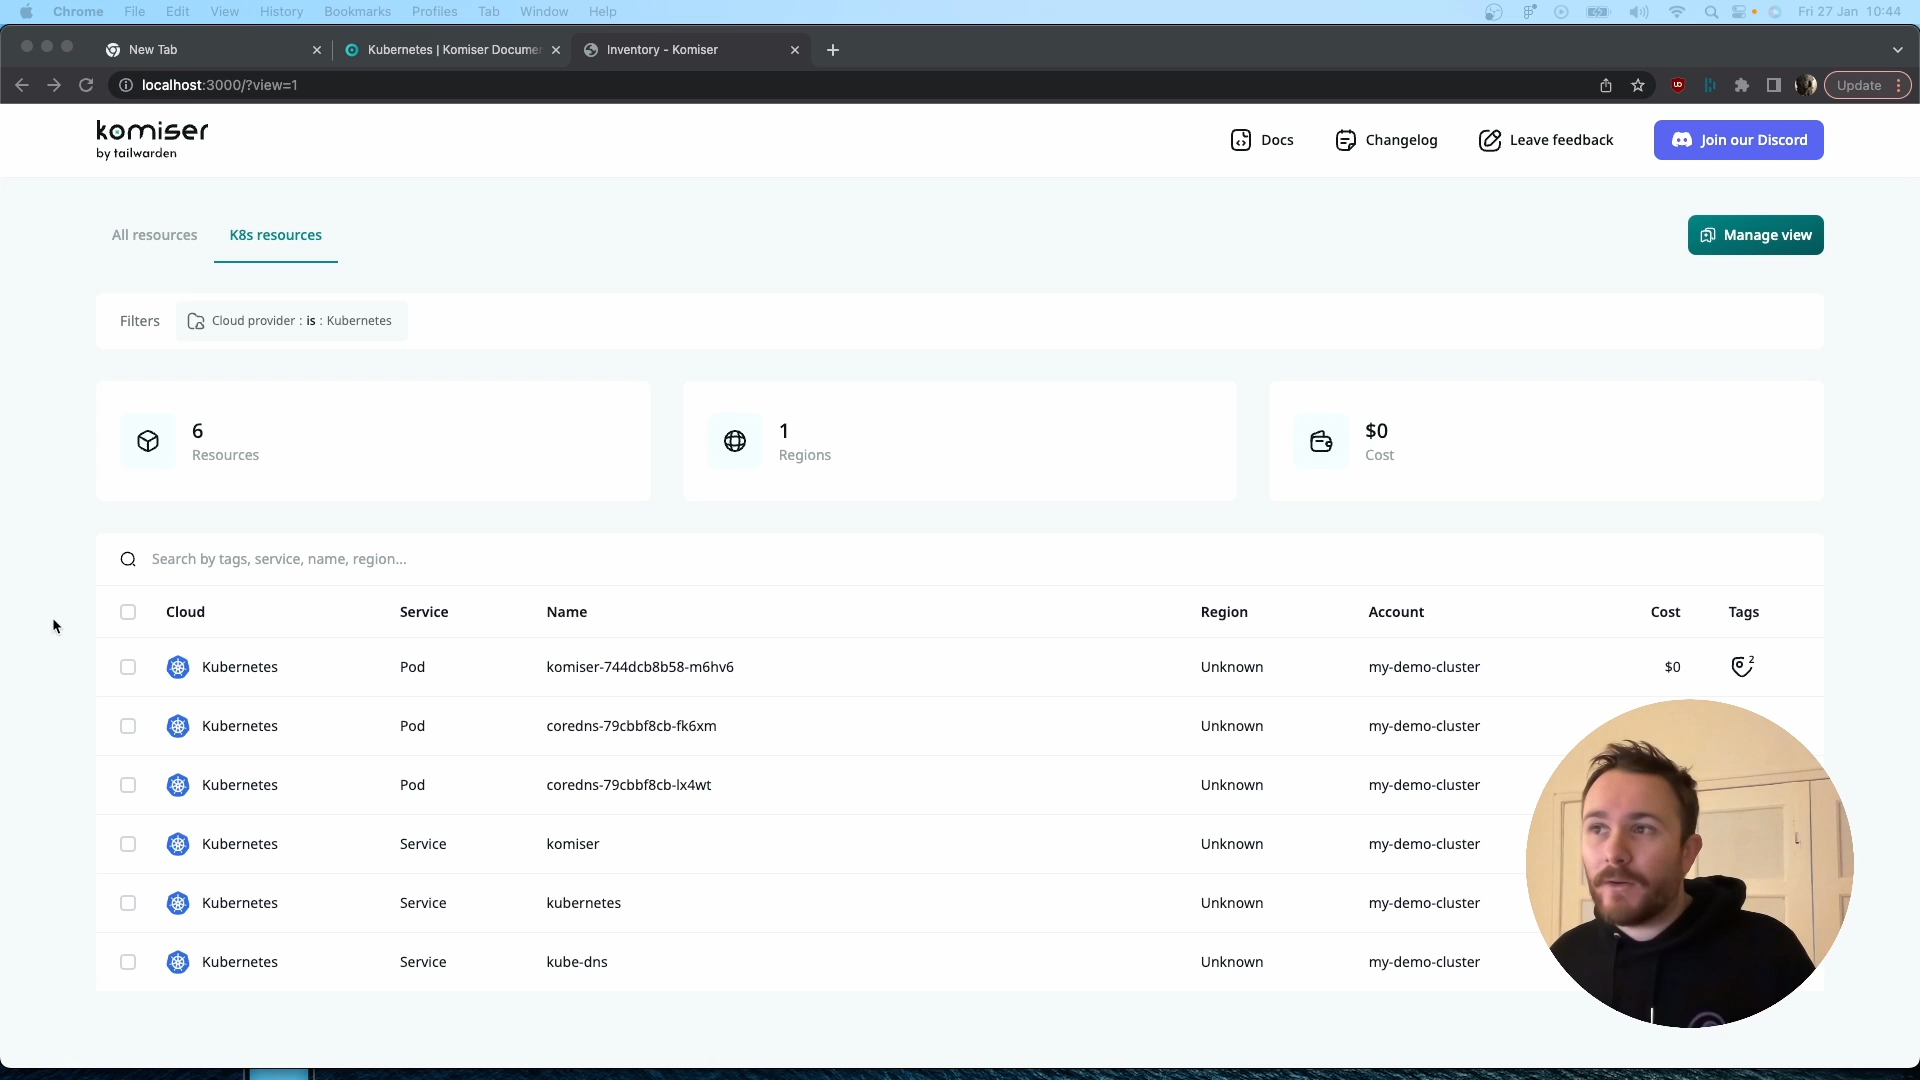 Chrome File Edit View History Bookmarks Profiles Tab Window Help Fri 27 Jan 10:44
New Tab Kubernetes | Komiser Documen Inventory - Komiser
localhost:3000/?view=1 Update
komiser
by tailwarden
Docs Changelog Leave feedback Join our Discord
All resources K8s resources Manage view
Filters Cloud provider : is : Kubernetes
6
Resources
1
Regions
$0
Cost
Search by tags, service, name, region...
Cloud Service Name Region Account Cost Tags
Kubernetes Pod komiser-744dcb8b58-m6hv6 Unknown my-demo-cluster $0 2
Kubernetes Pod coredns-79cbbf8cb-fk6xm Unknown my-demo-cluster
Kubernetes Pod coredns-79cbbf8cb-lx4wt Unknown my-demo-cluster
Kubernetes Service komiser Unknown my-demo-cluster
Kubernetes Service kubernetes Unknown my-demo-cluster
Kubernetes Service kube-dns Unknown my-demo-cluster